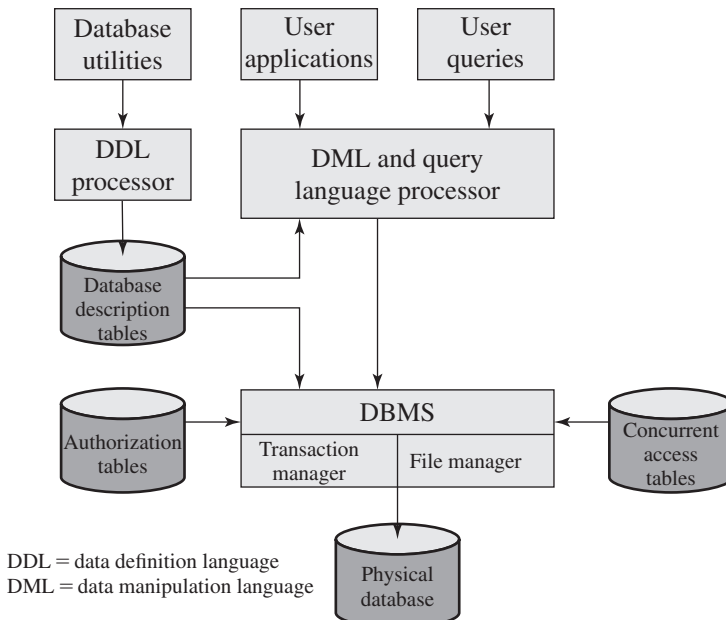 Database
utilities
User
applications
User
queries
DDL
processor
DML and query
language processor
Database
description
tables
Authorization
tables
DBMS
Transaction
manager
File manager
Concurrent
access
tables
Physical
database
DDL = data definition language
DML = data manipulation language